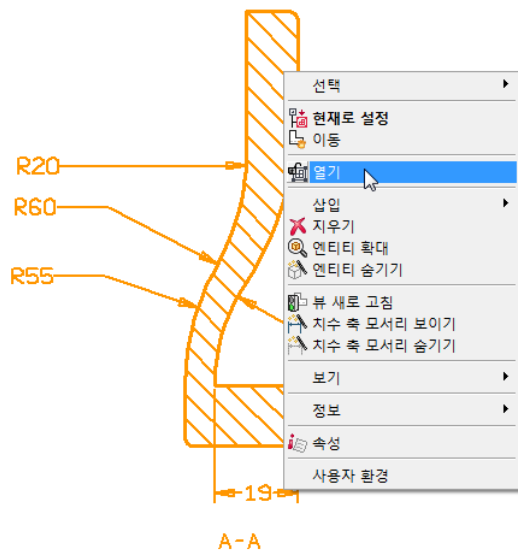 선택
현재로 설정
이동
R20
열기
R60
삽입
지우기
엔티티 확대
R55
엔티티 숨기기
뷰 새로 고침
치수 축 모서리 보이기
치수 축 모서리 숨기기
보기
정보
속성
사용자 환경
19
A-A